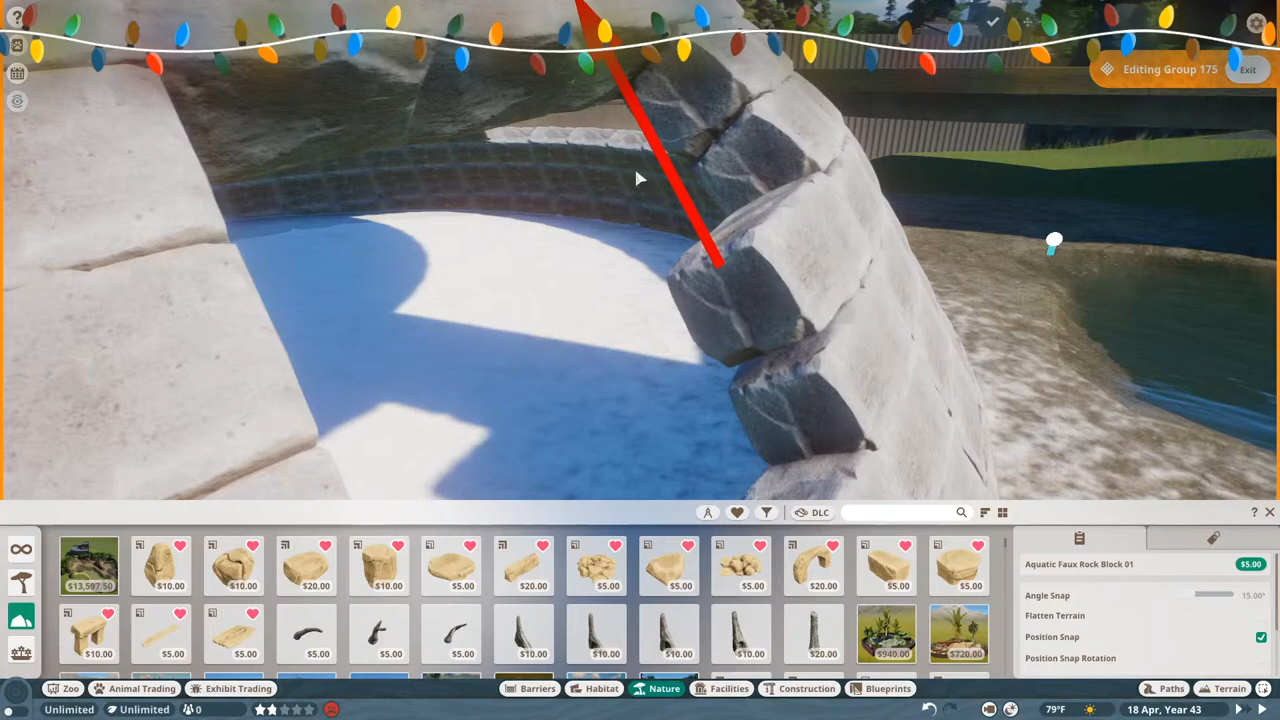 ?
Editing Group 175
Exit
DLC
? ×
$13,597.50
$10.00
$10.00
$20.00
$10.00
$5.00
$20.00
$5.00
$5.00
$5.00
$20.00
$5.00
$5.00
$10.00
$5.00
$5.00
$5.00
$5.00
$5.00
$10.00
$10.00
$10.00
$10.00
$20.00
$940.00
$720.00
Aquatic Faux Rock Block 01
$5.00
Angle Snap
15.00°
Flatten Terrain
Position Snap
Position Snap Rotation
Zoo
Animal Trading
Exhibit Trading
Barriers
Habitat
Nature
Facilities
Construction
Blueprints
Paths
Terrain
Unlimited
Unlimited
0
79°F
18 Apr, Year 43